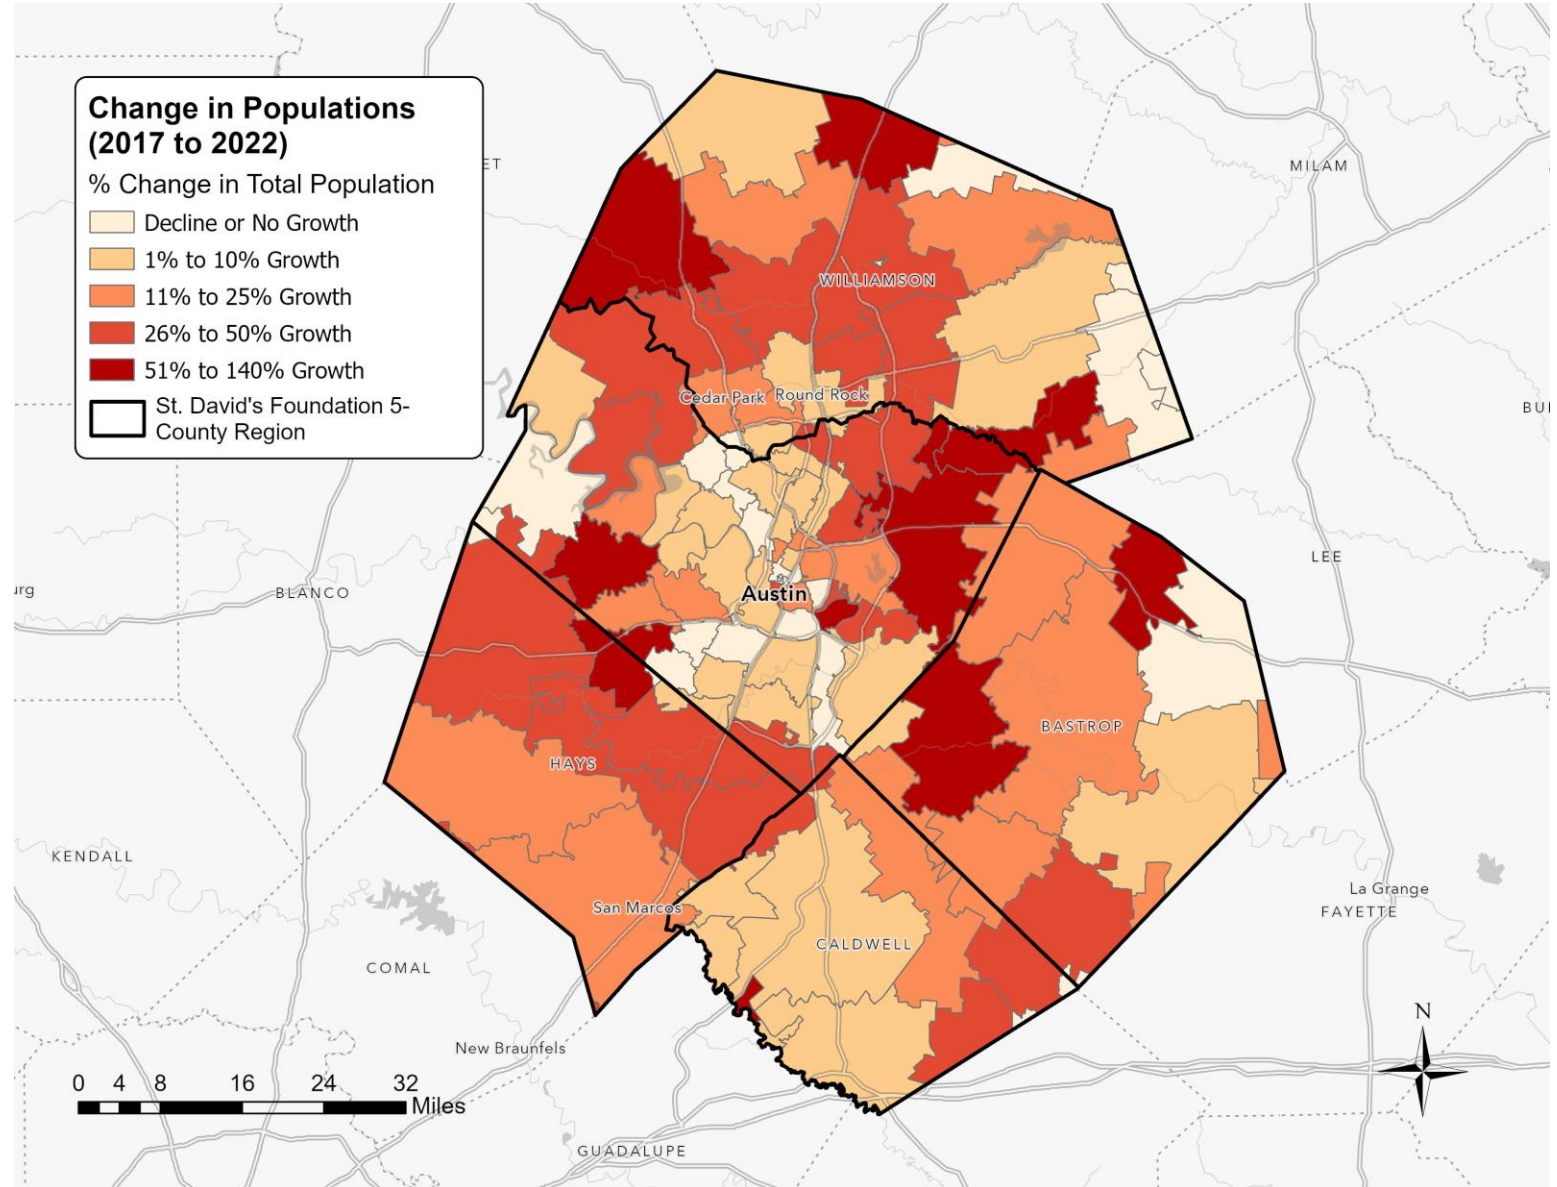 Change in Populations
(2017 to 2022)
% Change in Total Population
Decline or No Growth
1% to 10% Growth
11% to 25% Growth
26% to 50% Growth
51% to 140% Growth
St. David's Foundation 5-
County Region
ET
MILAM
WILLIAMSON
Cedar Park
Round Rock
BU
LEE
urg
BLANCO
Austin
BASTROP
HAYS
KENDALL
La Grange
San Marcos
FAYETTE
CALDWELL
COMAL
New Braunfels
N
0 4 8 16 24 32
Miles
GUADALUPE